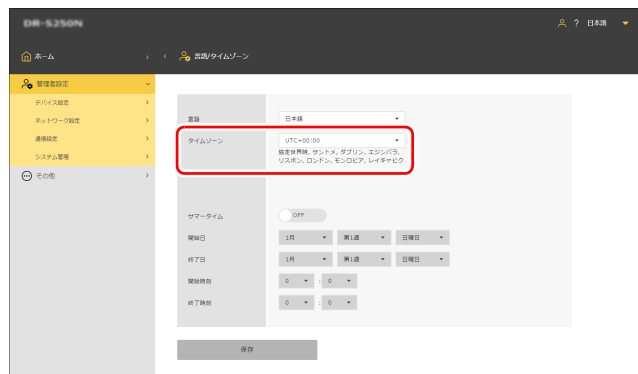 DR-S250N
? 日本語
ホーム
言語/タイムゾーン
管理者設定
デバイス設定
ネットワーク設定
通信設定
システム管理
その他
言語 日本語
タイムゾーン UTC+00:00
協定世界時, サントメ, ダブリン, エジンバラ,
リスボン, ロンドン, モンロビア, レイキャビク
サマータイム OFF
開始日 1月 第1週 日曜日
終了日 1月 第1週 日曜日
開始時刻 0 : 0
終了時刻 0 : 0
保存